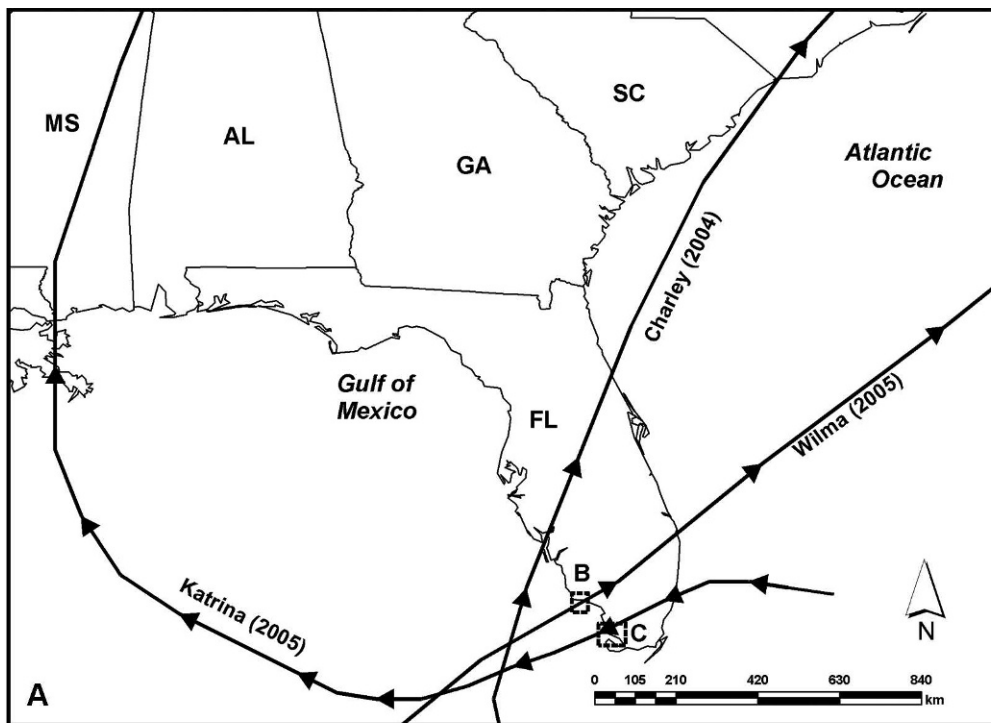 MS
AL
GA
SC
Atlantic
Ocean
Charley (2004)
Gulf of
Mexico
FL
Wilma (2005)
B
Katrina (2005)
C
N
A
0 105 210 420 630 840
km